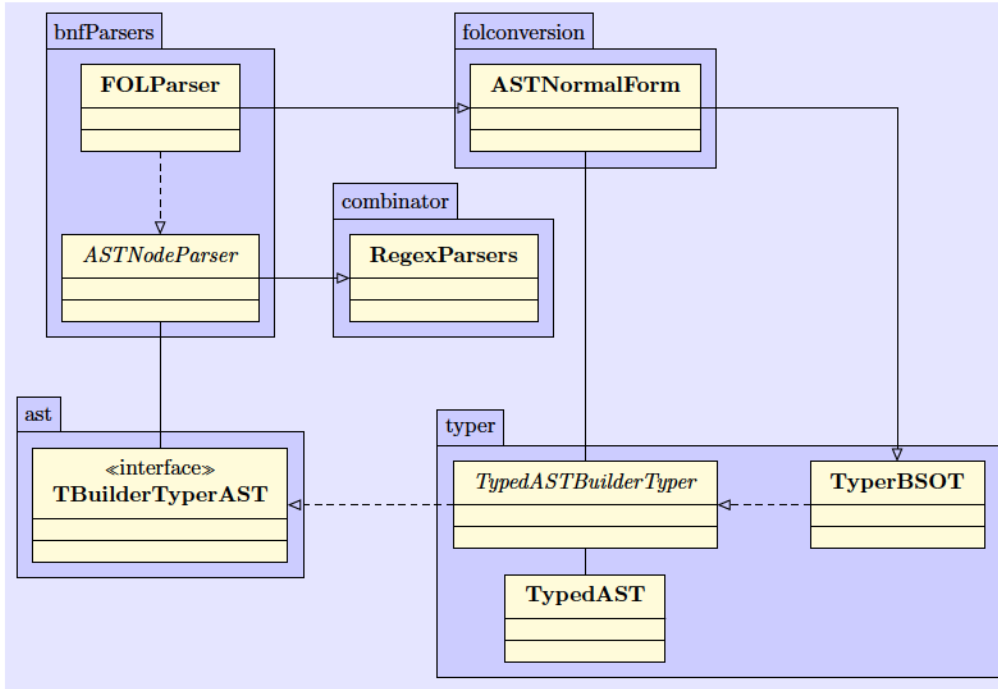 bnfParsers
folconversion
FOLParser
ASTNormalForm
combinator
ASTNodeParser
RegexParsers
ast
typer
≪interface≫
TBuilderTyperAST
TypedASTBuilderTyper
TyperBSOT
TypedAST